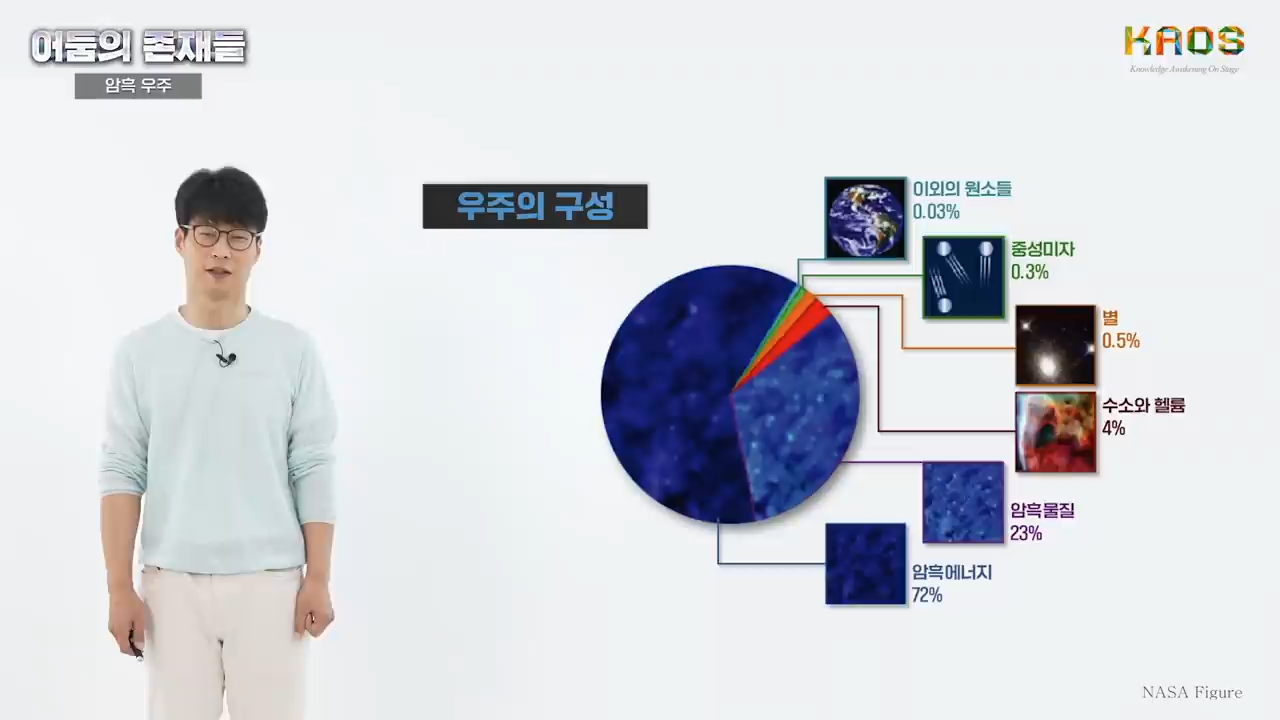 어둠의 존재들
암흑 우주
KAOS
Knowledge Awakening On Stage
우주의 구성
이외의 원소들
0.03%
중성미자
0.3%
별
0.5%
수소와 헬륨
4%
암흑물질
23%
암흑에너지
72%
NASA Figure